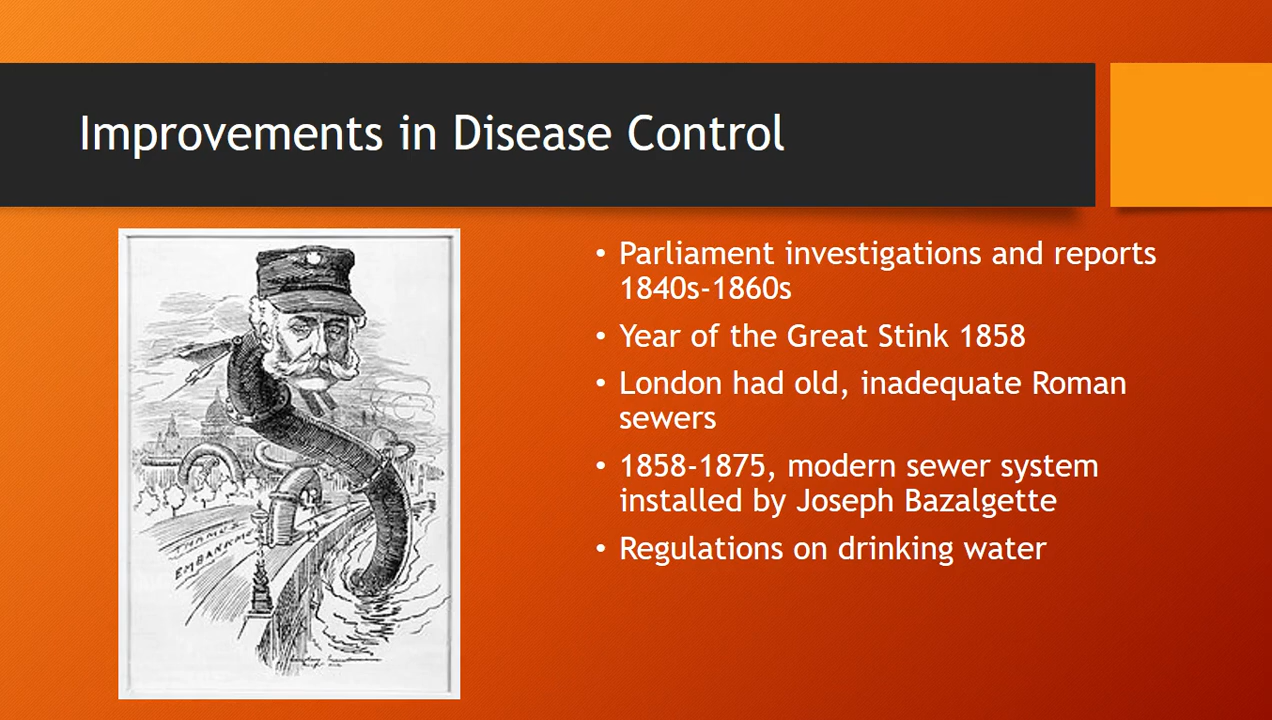 Improvements in Disease Control
• Parliament investigations and reports
1840s-1860s
• Year of the Great Stink 1858
• London had old, inadequate Roman
sewers
• 1858-1875, modern sewer system
installed by Joseph Bazalgette
• Regulations on drinking water
THAMES
EMBANKM